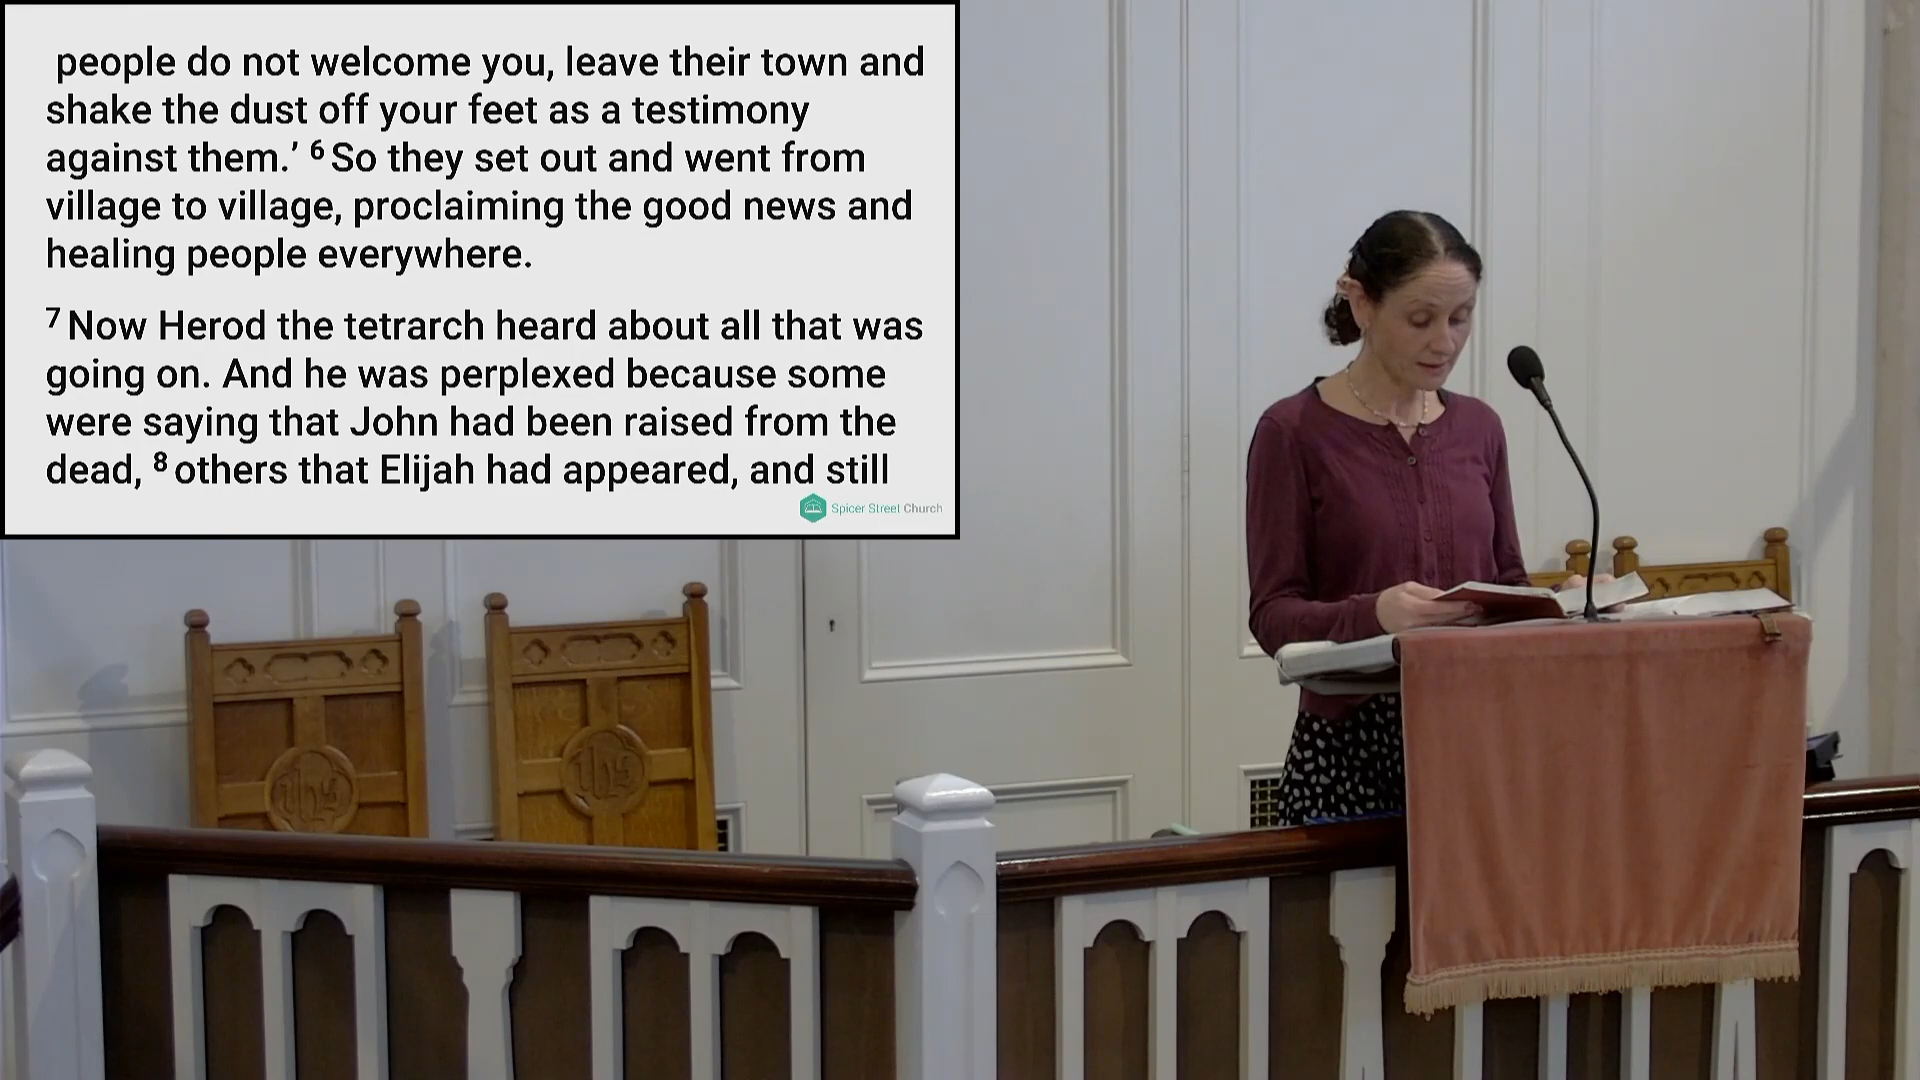 people do not welcome you, leave their town and
shake the dust off your feet as a testimony
against them.’ 6 So they set out and went from
village to village, proclaiming the good news and
healing people everywhere.
7 Now Herod the tetrarch heard about all that was
going on. And he was perplexed because some
were saying that John had been raised from the
dead, 8 others that Elijah had appeared, and still
Spicer Street Church
ihs
ihs